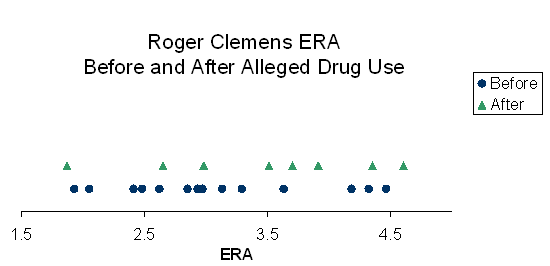 Roger Clemens ERA
Before and After Alleged Drug Use
Before
After
1.5 2.5 3.5 4.5
ERA